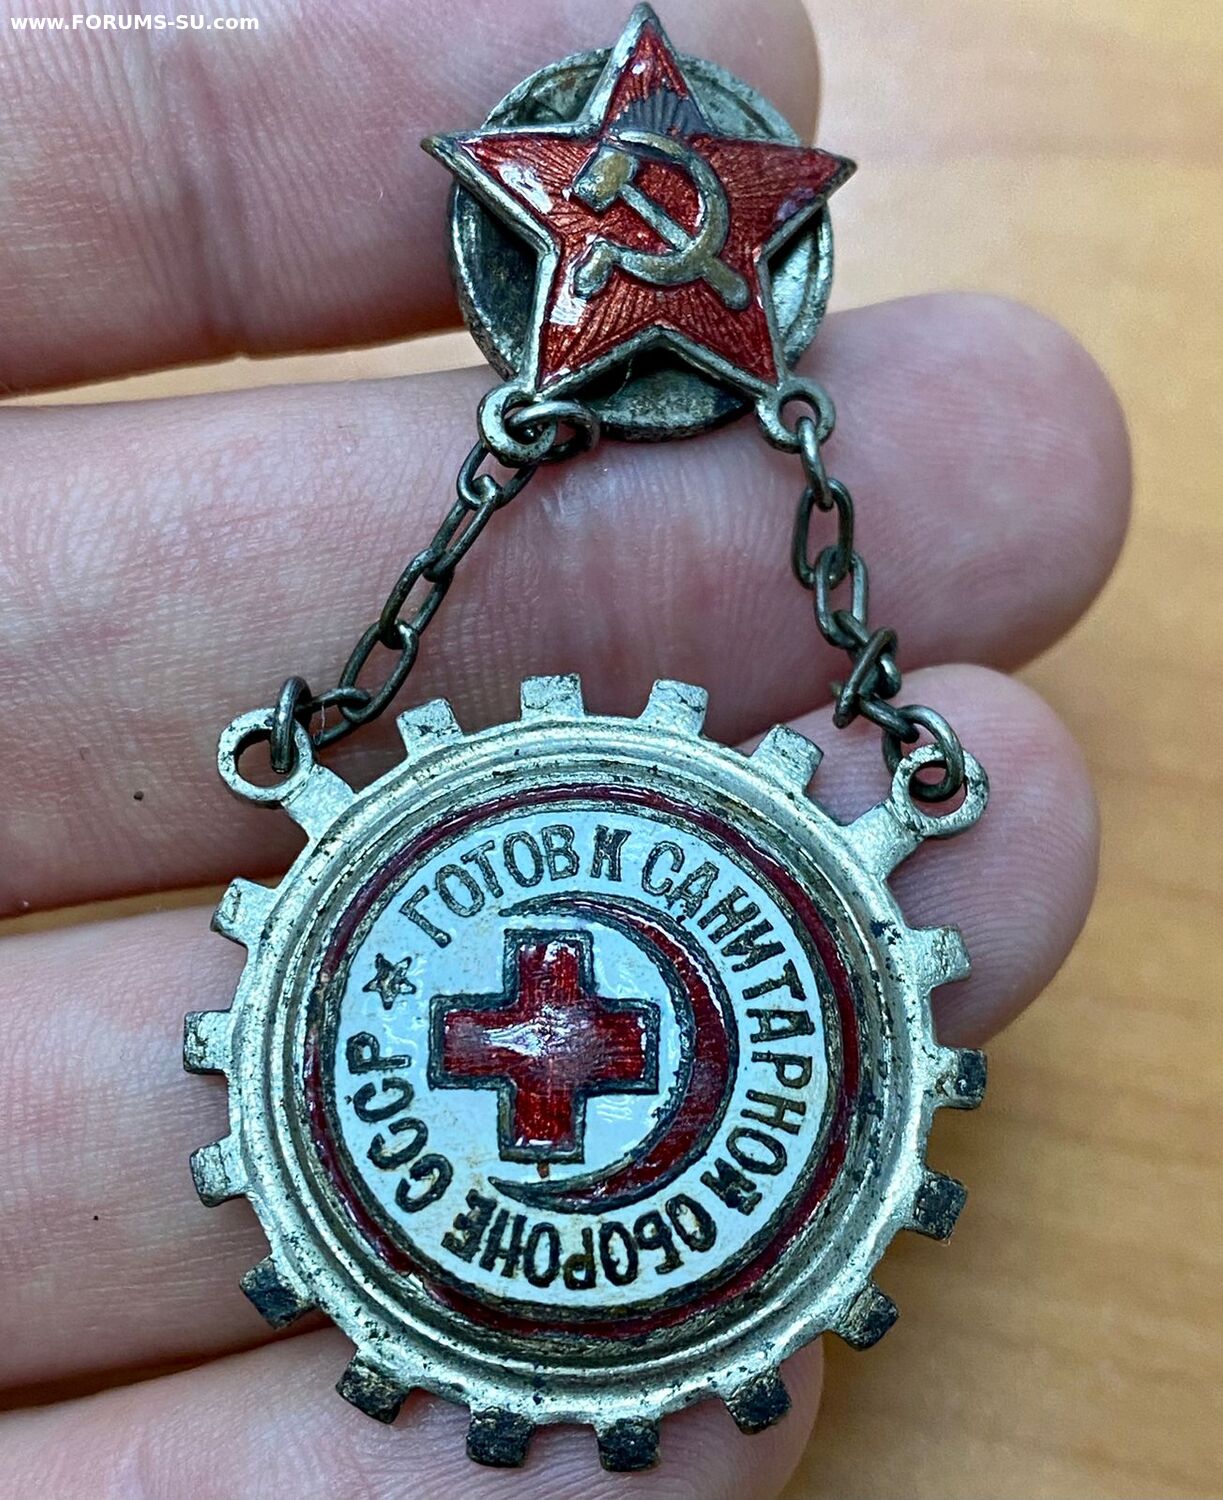 www.FORUMS-SU.com
ГОТОВ К САНИТАРНОЙ ОБОРОНЕ СССР